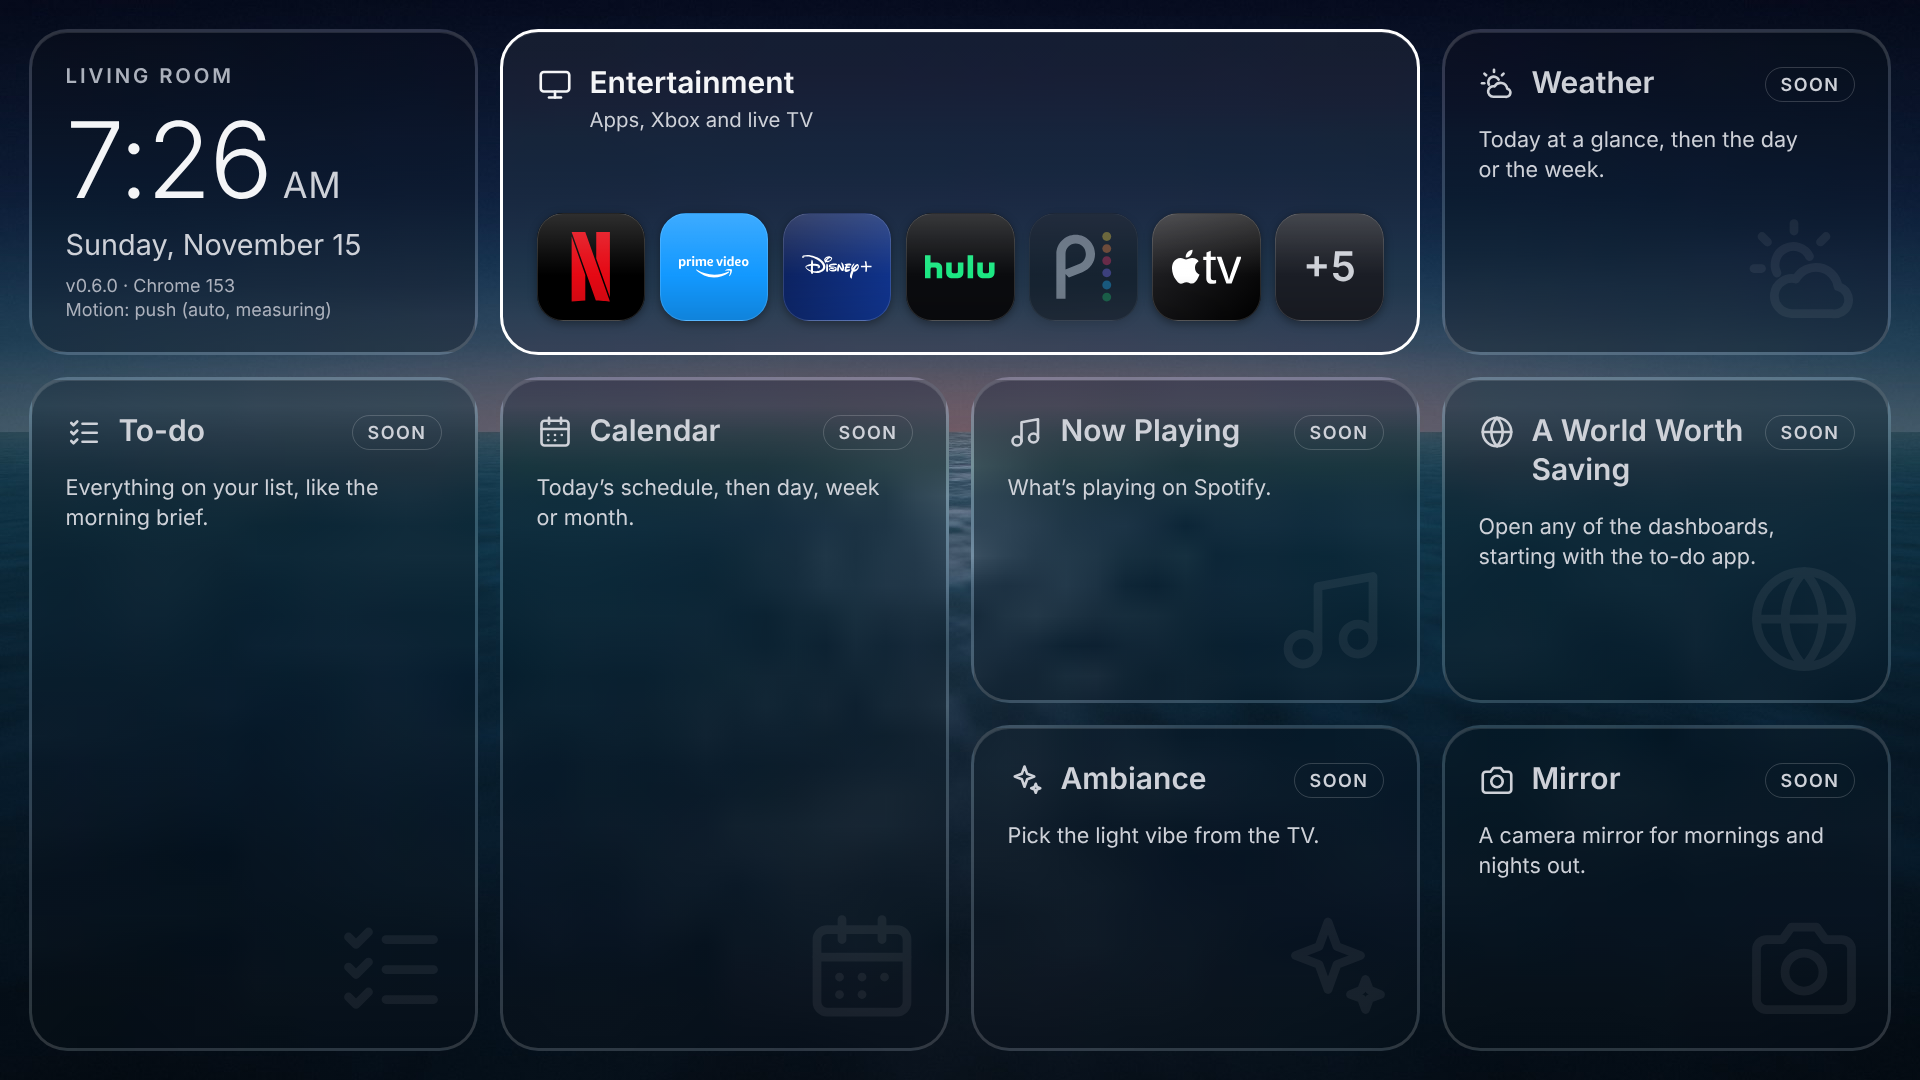 LIVING ROOM
7:26 AM
Sunday, November 15
v0.6.0 · Chrome 153
Motion: push (auto, measuring)
Entertainment
Apps, Xbox and live TV
N
prime video
Disney+
hulu
P
tv
+5
Weather
SOON
Today at a glance, then the day
or the week.
To-do
SOON
Everything on your list, like the
morning brief.
Calendar
SOON
Today’s schedule, then day, week
or month.
Now Playing
SOON
What’s playing on Spotify.
A World Worth
Saving
SOON
Open any of the dashboards,
starting with the to-do app.
Ambiance
SOON
Pick the light vibe from the TV.
Mirror
SOON
A camera mirror for mornings and
nights out.